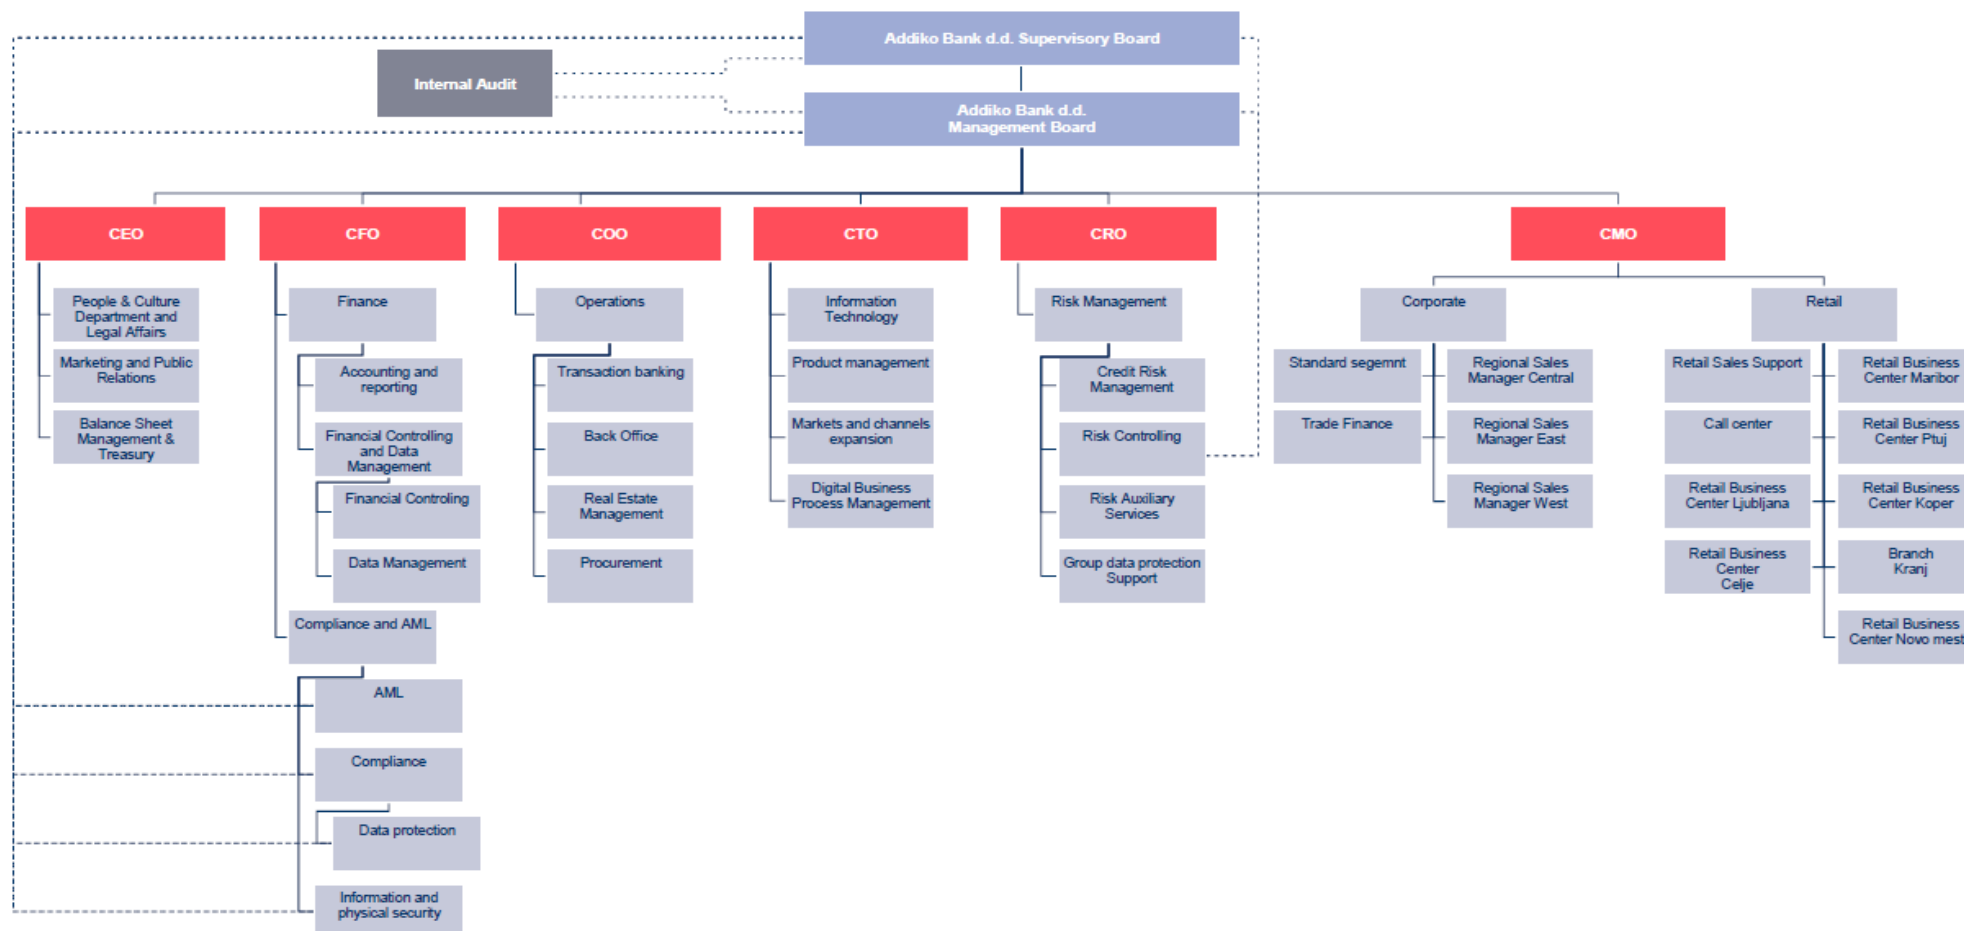 Addiko Bank d.d. Supervisory Board
Internal Audit
Addiko Bank d.d.
Management Board
CEO
CFO
COO
CTO
CRO
CMO
People & Culture
Department and
Legal Affairs
Marketing and Public
Relations
Balance Sheet
Management &
Treasury
Finance
Accounting and
reporting
Financial Controlling
and Data
Management
Financial Controling
Data Management
Compliance and AML
AML
Compliance
Data protection
Information and
physical security
Operations
Transaction banking
Back Office
Real Estate
Management
Procurement
Information
Technology
Product management
Markets and channels
expansion
Digital Business
Process Management
Risk Management
Credit Risk
Management
Risk Controlling
Risk Auxiliary
Services
Group data protection
Support
Corporate
Standard segemnt
Trade Finance
Regional Sales
Manager Central
Regional Sales
Manager East
Regional Sales
Manager West
Retail
Retail Sales Support
Call center
Retail Business
Center Ljubljana
Retail Business
Center
Celje
Retail Business
Center Maribor
Retail Business
Center Ptuj
Retail Business
Center Koper
Branch
Kranj
Retail Business
Center Novo mest